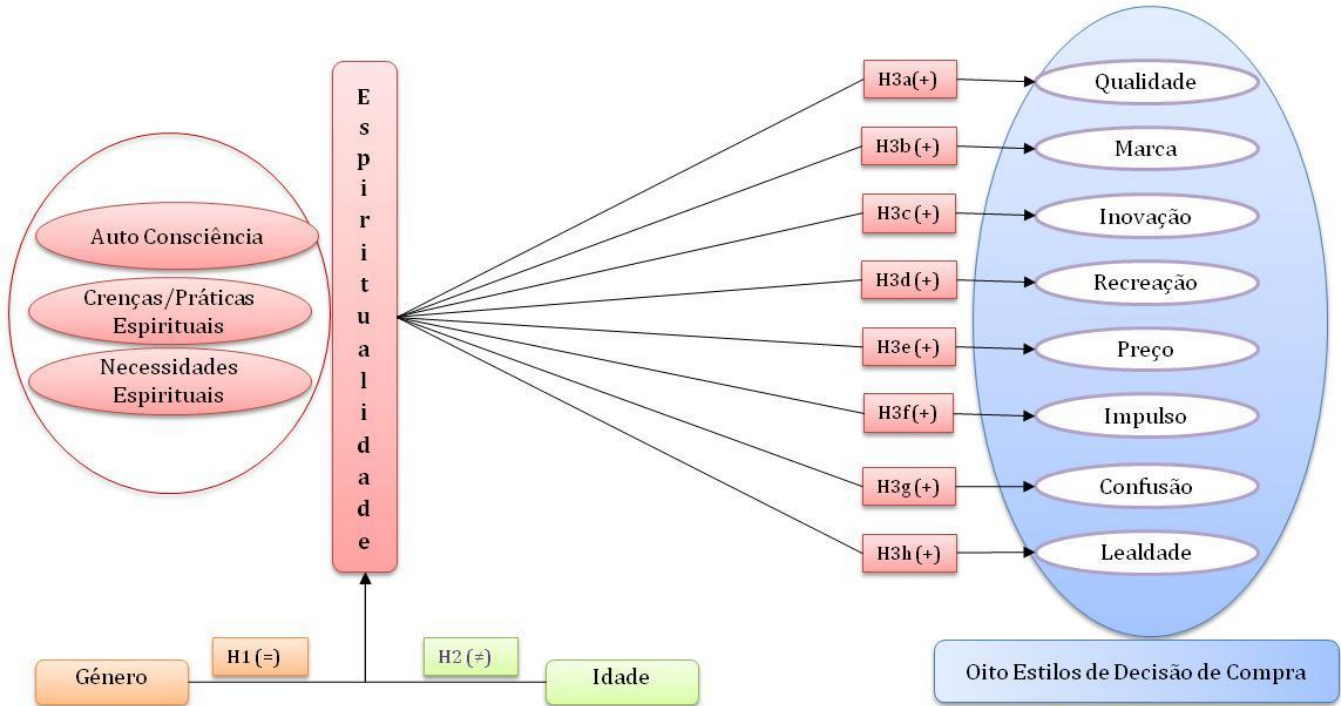 Auto Consciência
Crenças/Práticas
Espirituais
Necessidades
Espirituais
Espiritualidade
H3a(+)
Qualidade
H3b (+)
Marca
H3c (+)
Inovação
H3d (+)
Recreação
H3e (+)
Preço
H3f(+)
Impulso
H3g (+)
Confusão
H3h (+)
Lealdade
Género
H1 (=)
H2 (≠)
Idade
Oito Estilos de Decisão de Compra